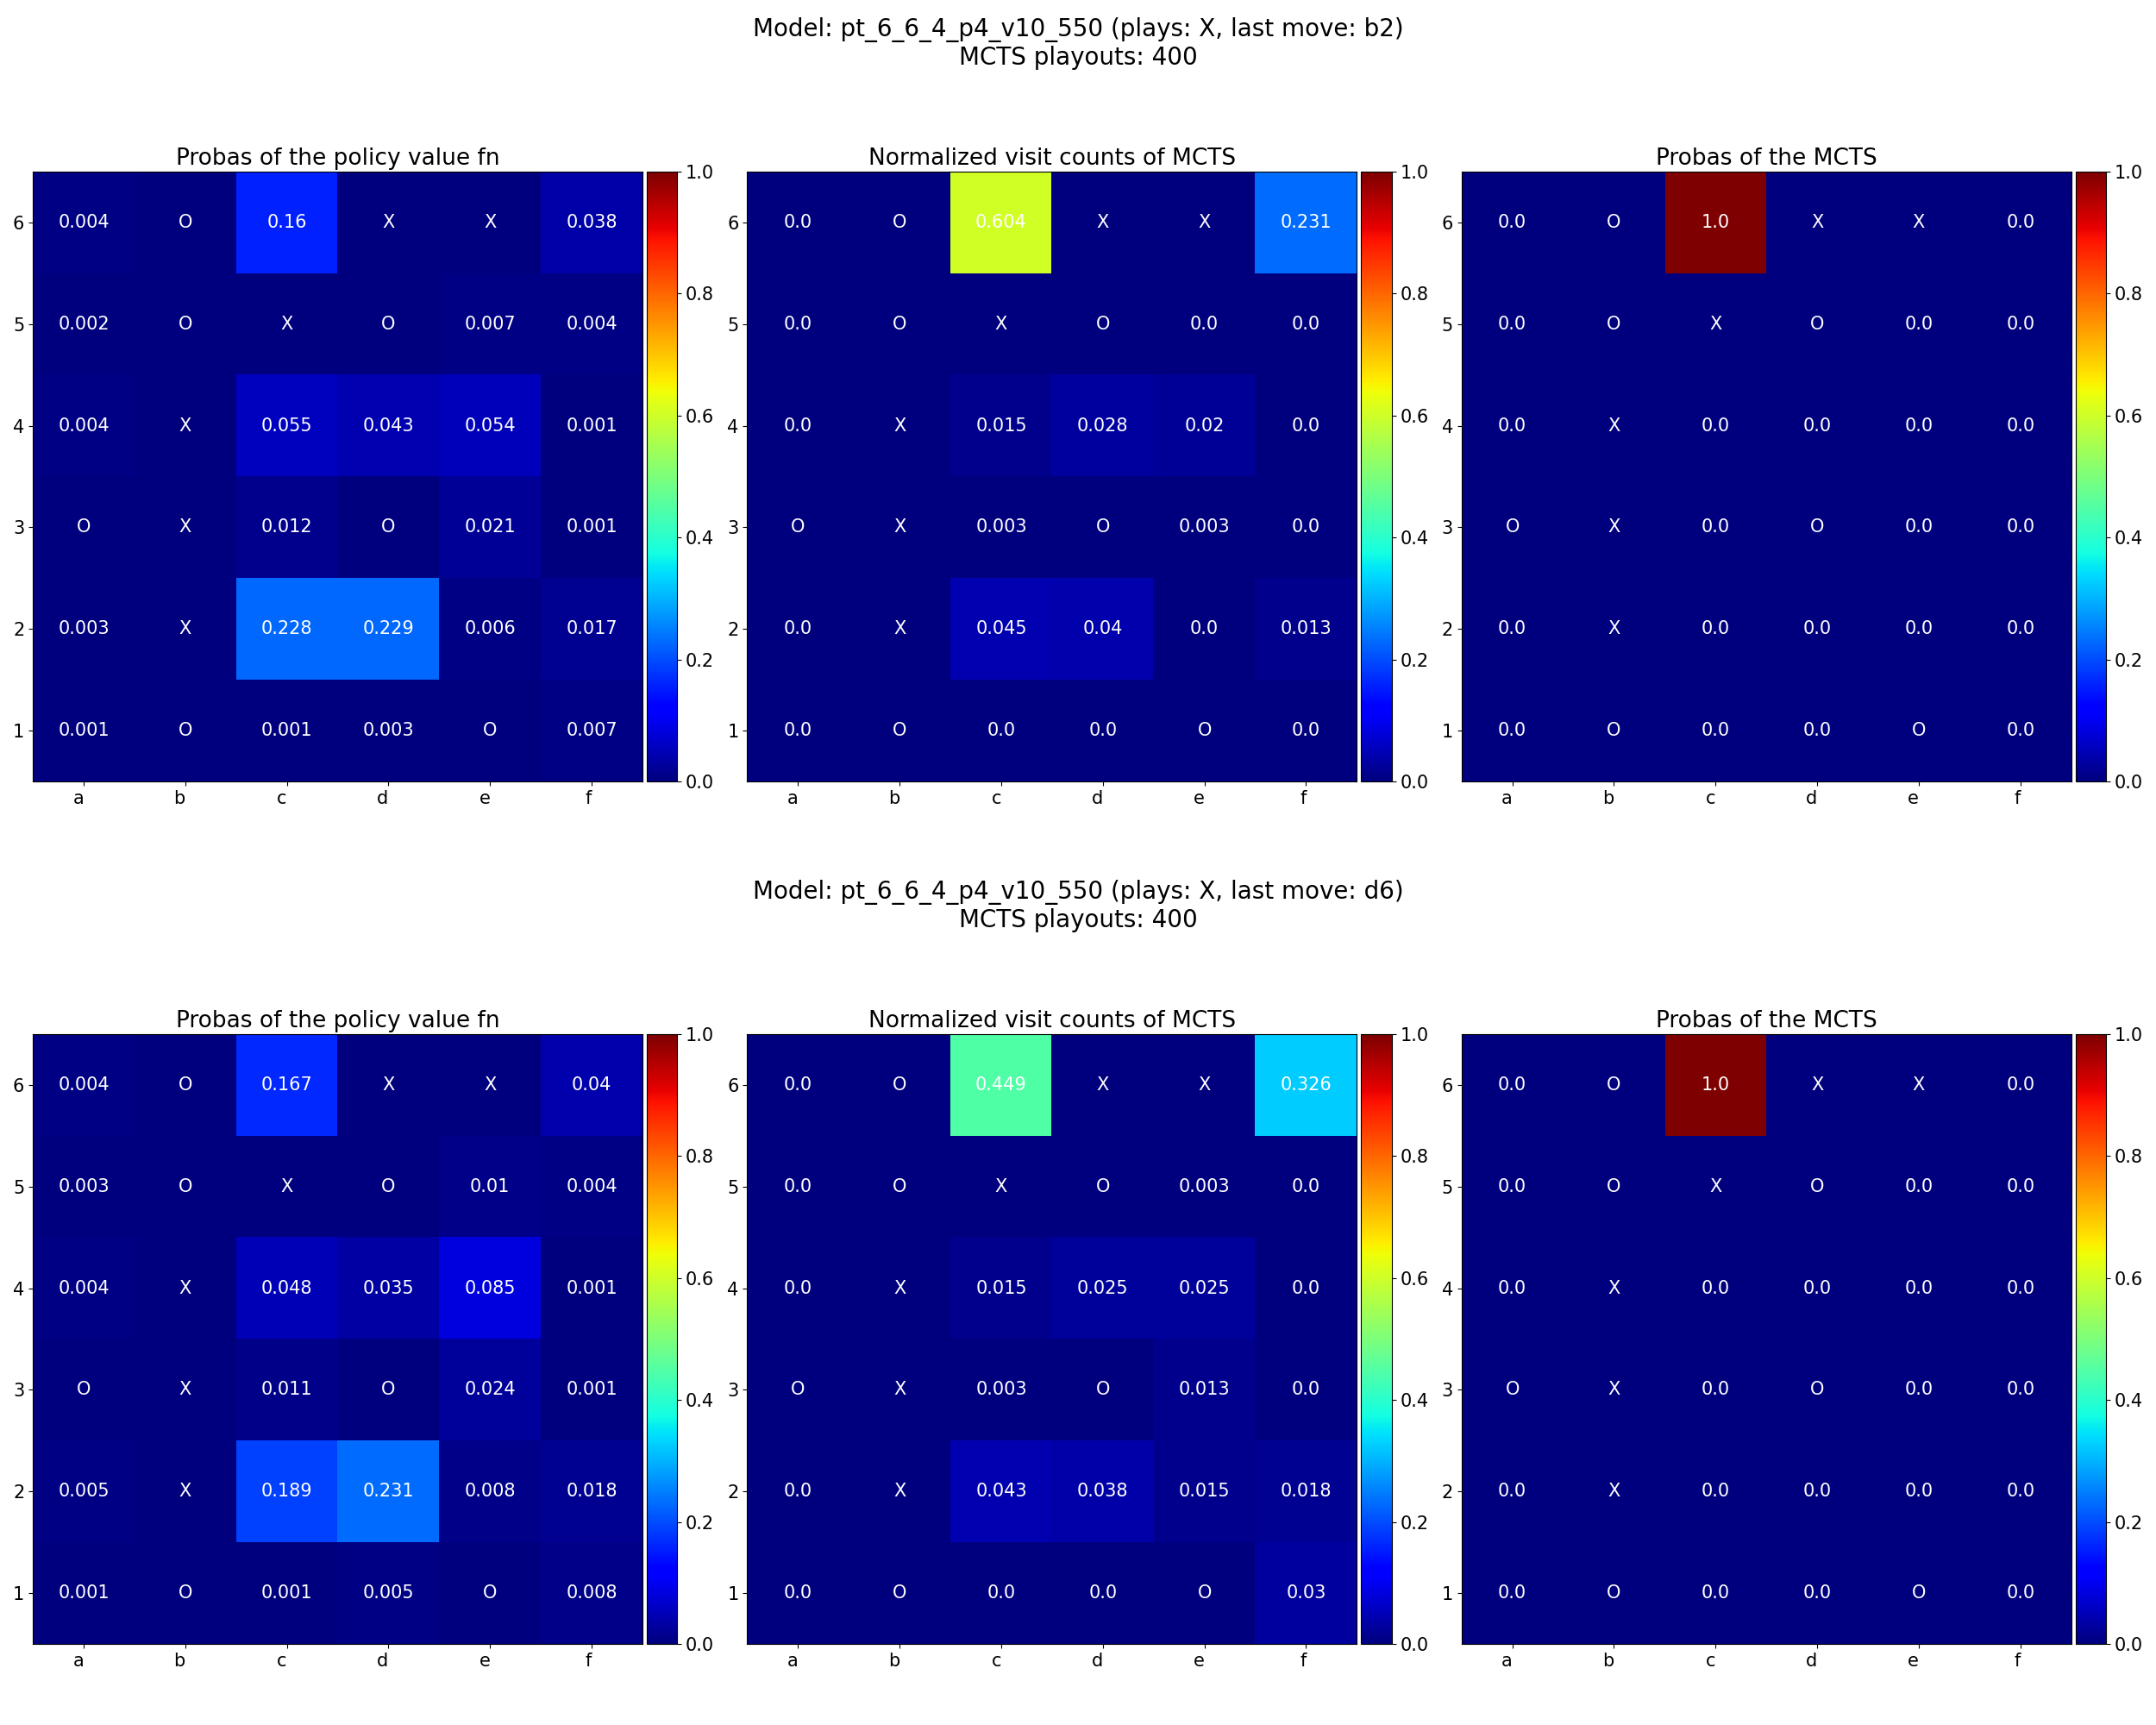 Model: pt_6_6_4_p4_v10_550 (plays: X, last move: b2)
MCTS playouts: 400
Probas of the policy value fn
1.0
6 0.004 O 0.16 X X 0.038
0.8
5 0.002 O X O 0.007 0.004
4 0.004 X 0.055 0.043 0.054 0.001
0.6
3 O X 0.012 O 0.021 0.001
0.4
2 0.003 X 0.228 0.229 0.006 0.017
0.2
1 0.001 O 0.001 0.003 O 0.007
0.0
a b c d e f
Normalized visit counts of MCTS
1.0
6 0.0 O 0.604 X X 0.231
0.8
5 0.0 O X O 0.0 0.0
4 0.0 X 0.015 0.028 0.02 0.0
0.6
3 O X 0.003 O 0.003 0.0
0.4
2 0.0 X 0.045 0.04 0.0 0.013
0.2
1 0.0 O 0.0 0.0 O 0.0
0.0
a b c d e f
Probas of the MCTS
1.0
6 0.0 O 1.0 X X 0.0
0.8
5 0.0 O X O 0.0 0.0
4 0.0 X 0.0 0.0 0.0 0.0
0.6
3 O X 0.0 O 0.0 0.0
0.4
2 0.0 X 0.0 0.0 0.0 0.0
0.2
1 0.0 O 0.0 0.0 O 0.0
0.0
a b c d e f
Model: pt_6_6_4_p4_v10_550 (plays: X, last move: d6)
MCTS playouts: 400
Probas of the policy value fn
1.0
6 0.004 O 0.167 X X 0.04
0.8
5 0.003 O X O 0.01 0.004
4 0.004 X 0.048 0.035 0.085 0.001
0.6
3 O X 0.011 O 0.024 0.001
0.4
2 0.005 X 0.189 0.231 0.008 0.018
0.2
1 0.001 O 0.001 0.005 O 0.008
0.0
a b c d e f
Normalized visit counts of MCTS
1.0
6 0.0 O 0.449 X X 0.326
0.8
5 0.0 O X O 0.003 0.0
4 0.0 X 0.015 0.025 0.025 0.0
0.6
3 O X 0.003 O 0.013 0.0
0.4
2 0.0 X 0.043 0.038 0.015 0.018
0.2
1 0.0 O 0.0 0.0 O 0.03
0.0
a b c d e f
Probas of the MCTS
1.0
6 0.0 O 1.0 X X 0.0
0.8
5 0.0 O X O 0.0 0.0
4 0.0 X 0.0 0.0 0.0 0.0
0.6
3 O X 0.0 O 0.0 0.0
0.4
2 0.0 X 0.0 0.0 0.0 0.0
0.2
1 0.0 O 0.0 0.0 O 0.0
0.0
a b c d e f